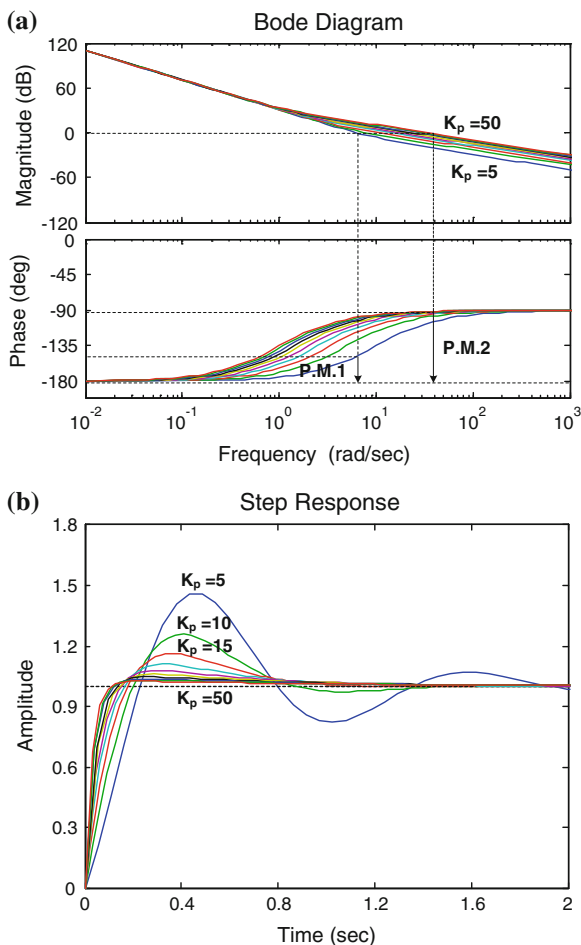 (a)
Bode Diagram
Magnitude (dB)
120
60
0
-60
-120
K_p =50
K_p =5
Phase (deg)
0
-45
-90
-135
-180
P.M.1
P.M.2
10^-2
10^-1
10^0
10^1
10^2
10^3
Frequency (rad/sec)
(b)
Step Response
Amplitude
1.8
1.5
1.2
0.9
0.6
0.3
0
K_p =5
K_p =10
K_p =15
K_p =50
0
0.4
0.8
1.2
1.6
2
Time (sec)